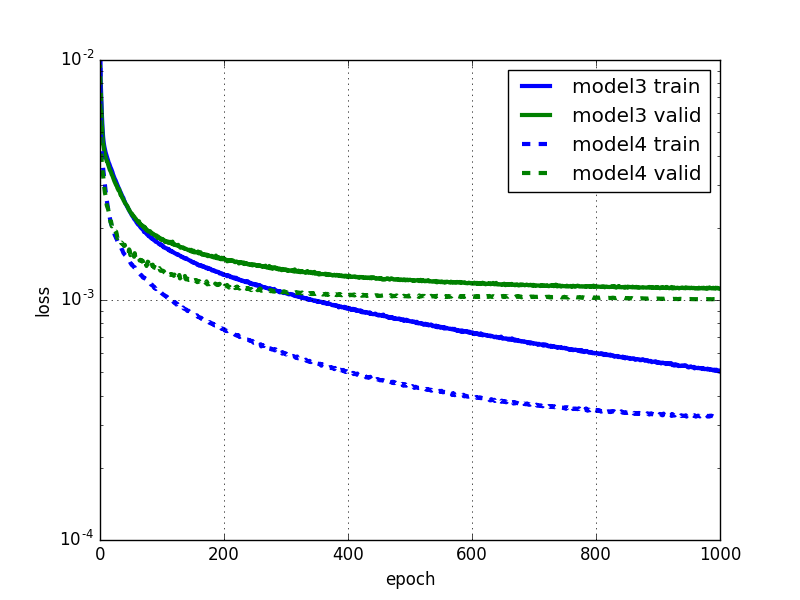 10^-2
model3 train
model3 valid
model4 train
model4 valid
loss
10^-3
10^-4
0 200 400 600 800 1000
epoch